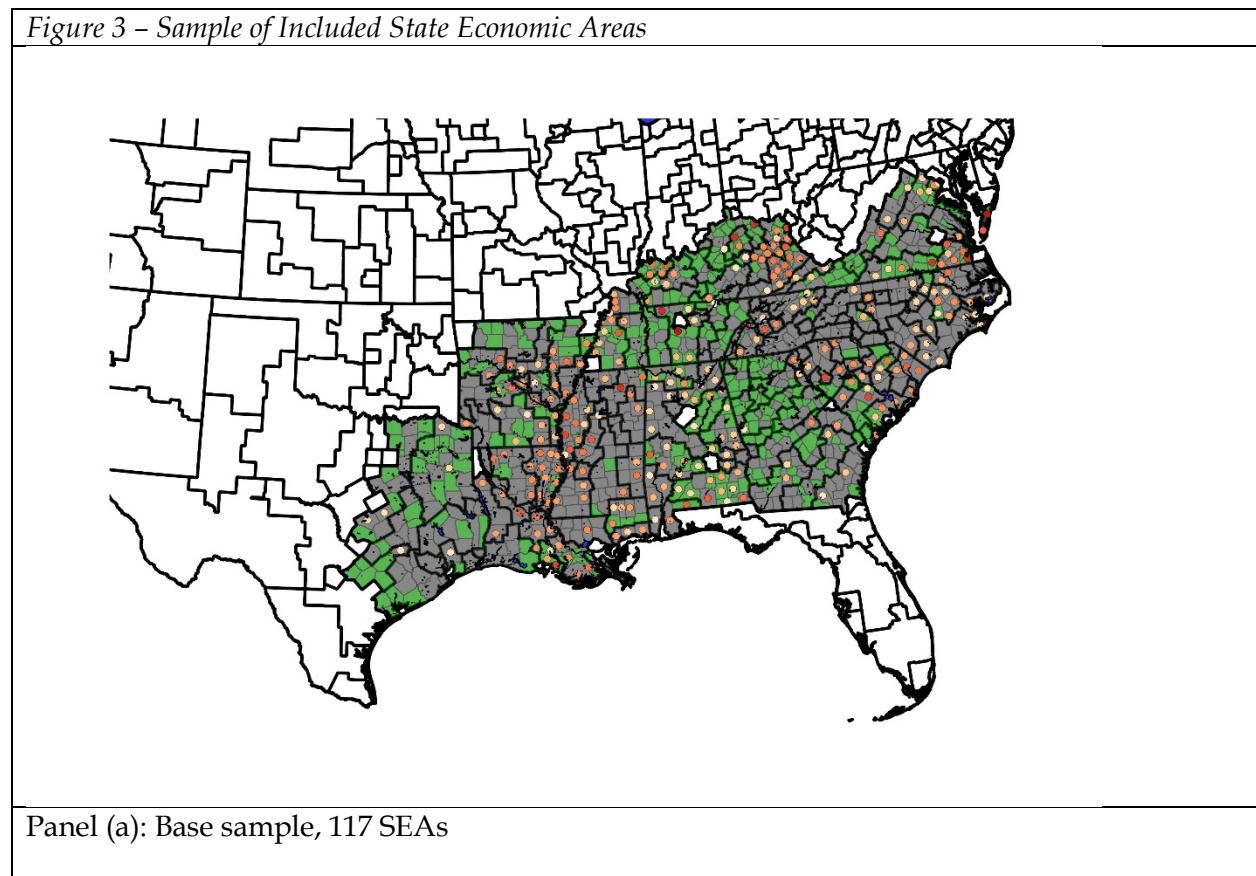 Figure 3 – Sample of Included State Economic Areas
Panel (a): Base sample, 117 SEAs